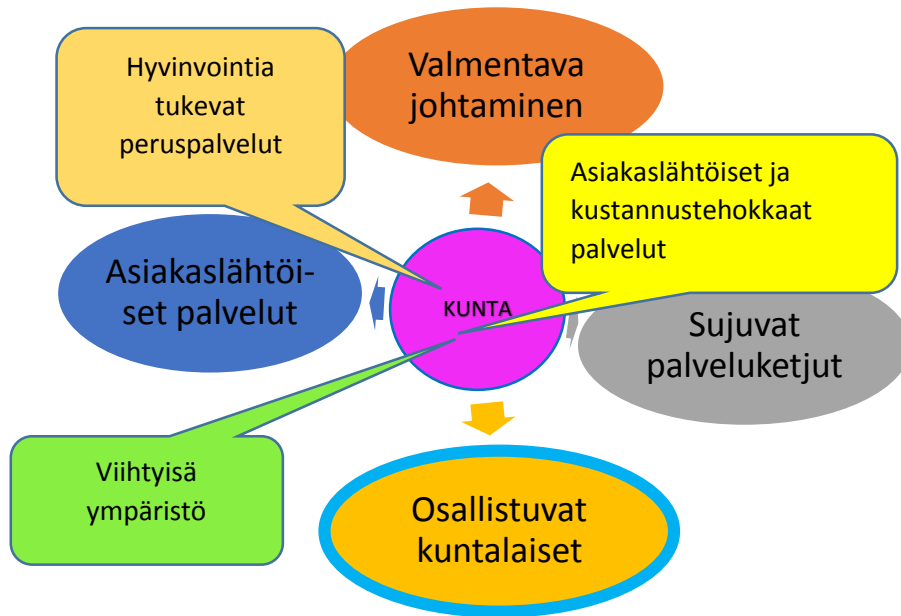 Hyvinvointia
tukevat
peruspalvelut
Valmentava
johtaminen
Asiakaslähtöiset ja
kustannustehokkaat
palvelut
Asiakaslähtöi-
set palvelut
KUNTA
Sujuvat
palveluketjut
Viihtyisä
ympäristö
Osallistuvat
kuntalaiset